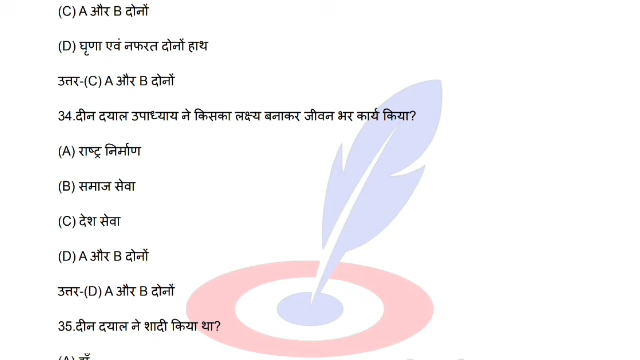 (C) A और B दोनों
(D) घृणा एवं नफरत दोनों हाथ
उत्तर-(C) A और B दोनों
34.दीन दयाल उपाध्याय ने किसका लक्ष्य बनाकर जीवन भर कार्य किया?
(A) राष्ट्र निर्माण
(B) समाज सेवा
(C) देश सेवा
(D) A और B दोनों
उत्तर-(D) A और B दोनों
35.दीन दयाल ने शादी किया था?
(A) हाँ